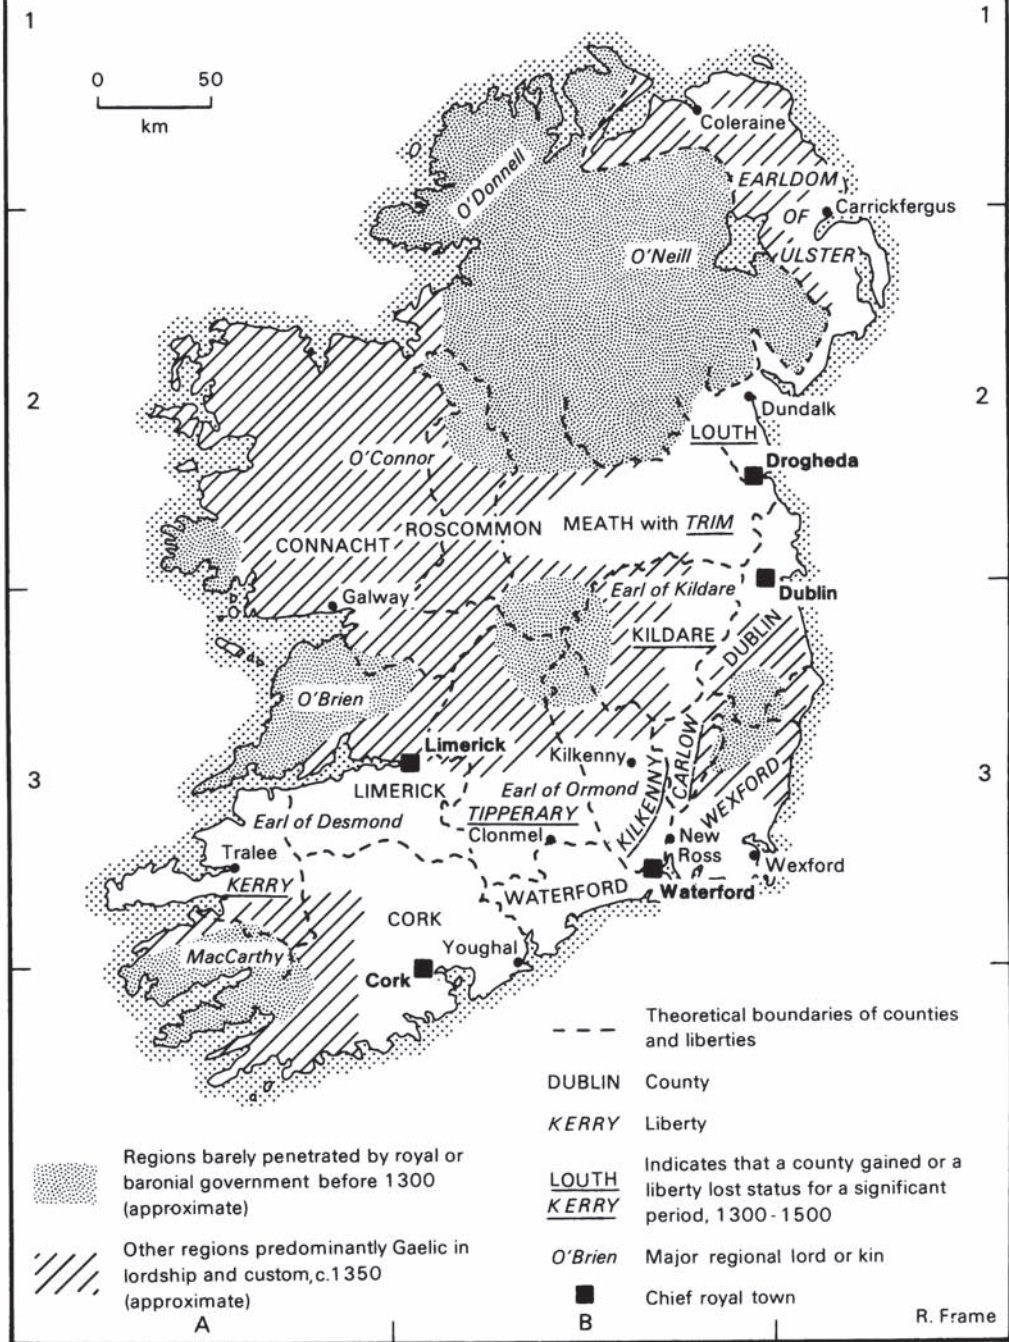 1
1
0 50
km
Coleraine
O'Donnell
EARLDOM
OF
ULSTER
Carrickfergus
O'Neill
2
2
Dundalk
LOUTH
Drogheda
O'Connor
ROSCOMMON
MEATH with TRIM
CONNACHT
Dublin
Earl of Kildare
Galway
KILDARE
DUBLIN
O'Brien
Limerick
Kilkenny
CARLOW
3
3
LIMERICK
Earl of Ormond
KILKENNY
WEXFORD
Earl of Desmond
TIPPERARY
Clonmel
New
Ross
Tralee
Wexford
KERRY
WATERFORD
Waterford
CORK
MacCarthy
Youghal
Cork
Theoretical boundaries of counties
and liberties
DUBLIN County
KERRY Liberty
LOUTH
KERRY
Indicates that a county gained or a
liberty lost status for a significant
period, 1300-1500
O'Brien Major regional lord or kin
Chief royal town
Regions barely penetrated by royal or
baronial government before 1300
(approximate)
Other regions predominantly Gaelic in
lordship and custom, c.1350
(approximate)
A
B
R. Frame